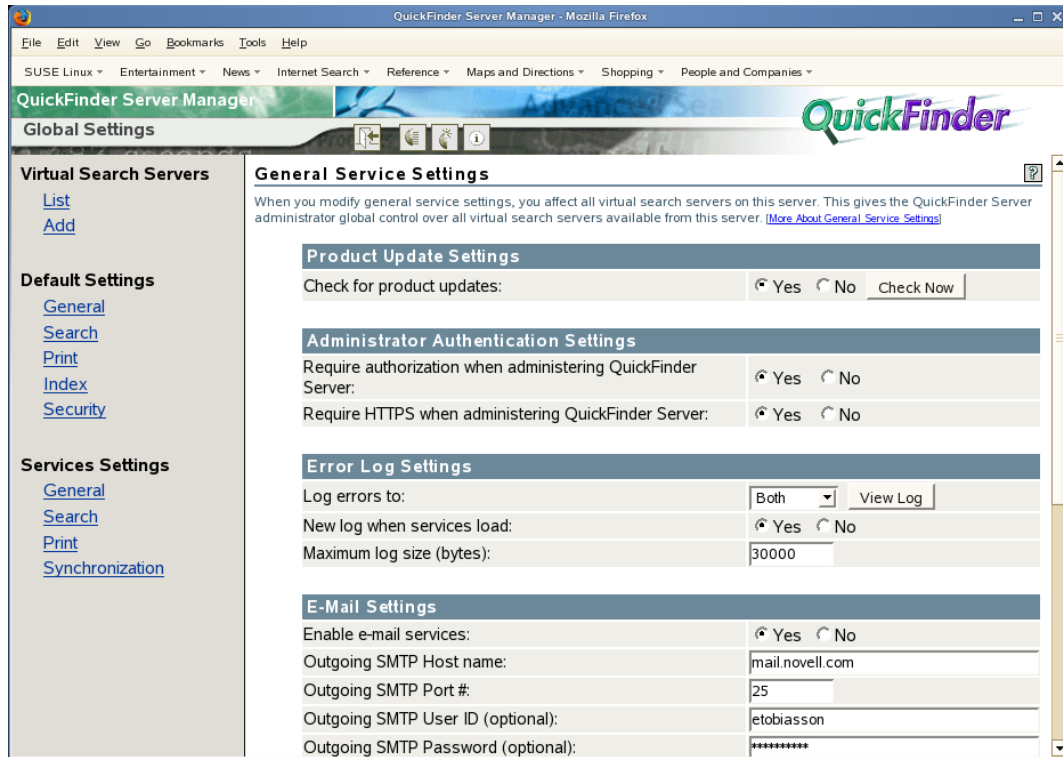 QuickFinder Server Manager - Mozilla Firefox
File Edit View Go Bookmarks Tools Help
SUSE Linux Entertainment News Internet Search Reference Maps and Directions Shopping People and Companies
QuickFinder Server Manager
Advanced Sea
QuickFinder
Global Settings
Virtual Search Servers
List
Add
Default Settings
General
Search
Print
Index
Security
Services Settings
General
Search
Print
Synchronization
General Service Settings
?
When you modify general service settings, you affect all virtual search servers on this server. This gives the QuickFinder Server
administrator global control over all virtual search servers available from this server. [More About General Service Settings]
Product Update Settings
Check for product updates: Yes No Check Now
Administrator Authentication Settings
Require authorization when administering QuickFinder
Server: Yes No
Require HTTPS when administering QuickFinder Server: Yes No
Error Log Settings
Log errors to: Both View Log
New log when services load: Yes No
Maximum log size (bytes): 30000
E-Mail Settings
Enable e-mail services: Yes No
Outgoing SMTP Host name: mail.novell.com
Outgoing SMTP Port #: 25
Outgoing SMTP User ID (optional): etobiasson
Outgoing SMTP Password (optional): **********